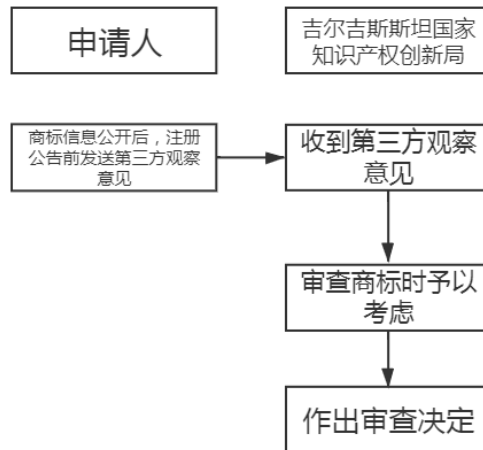 申请人
吉尔吉斯斯坦国家
知识产权创新局
商标信息公开后，注册
公告前发送第三方观察
意见
收到第三方观察
意见
审查商标时予以
考虑
作出审查决定